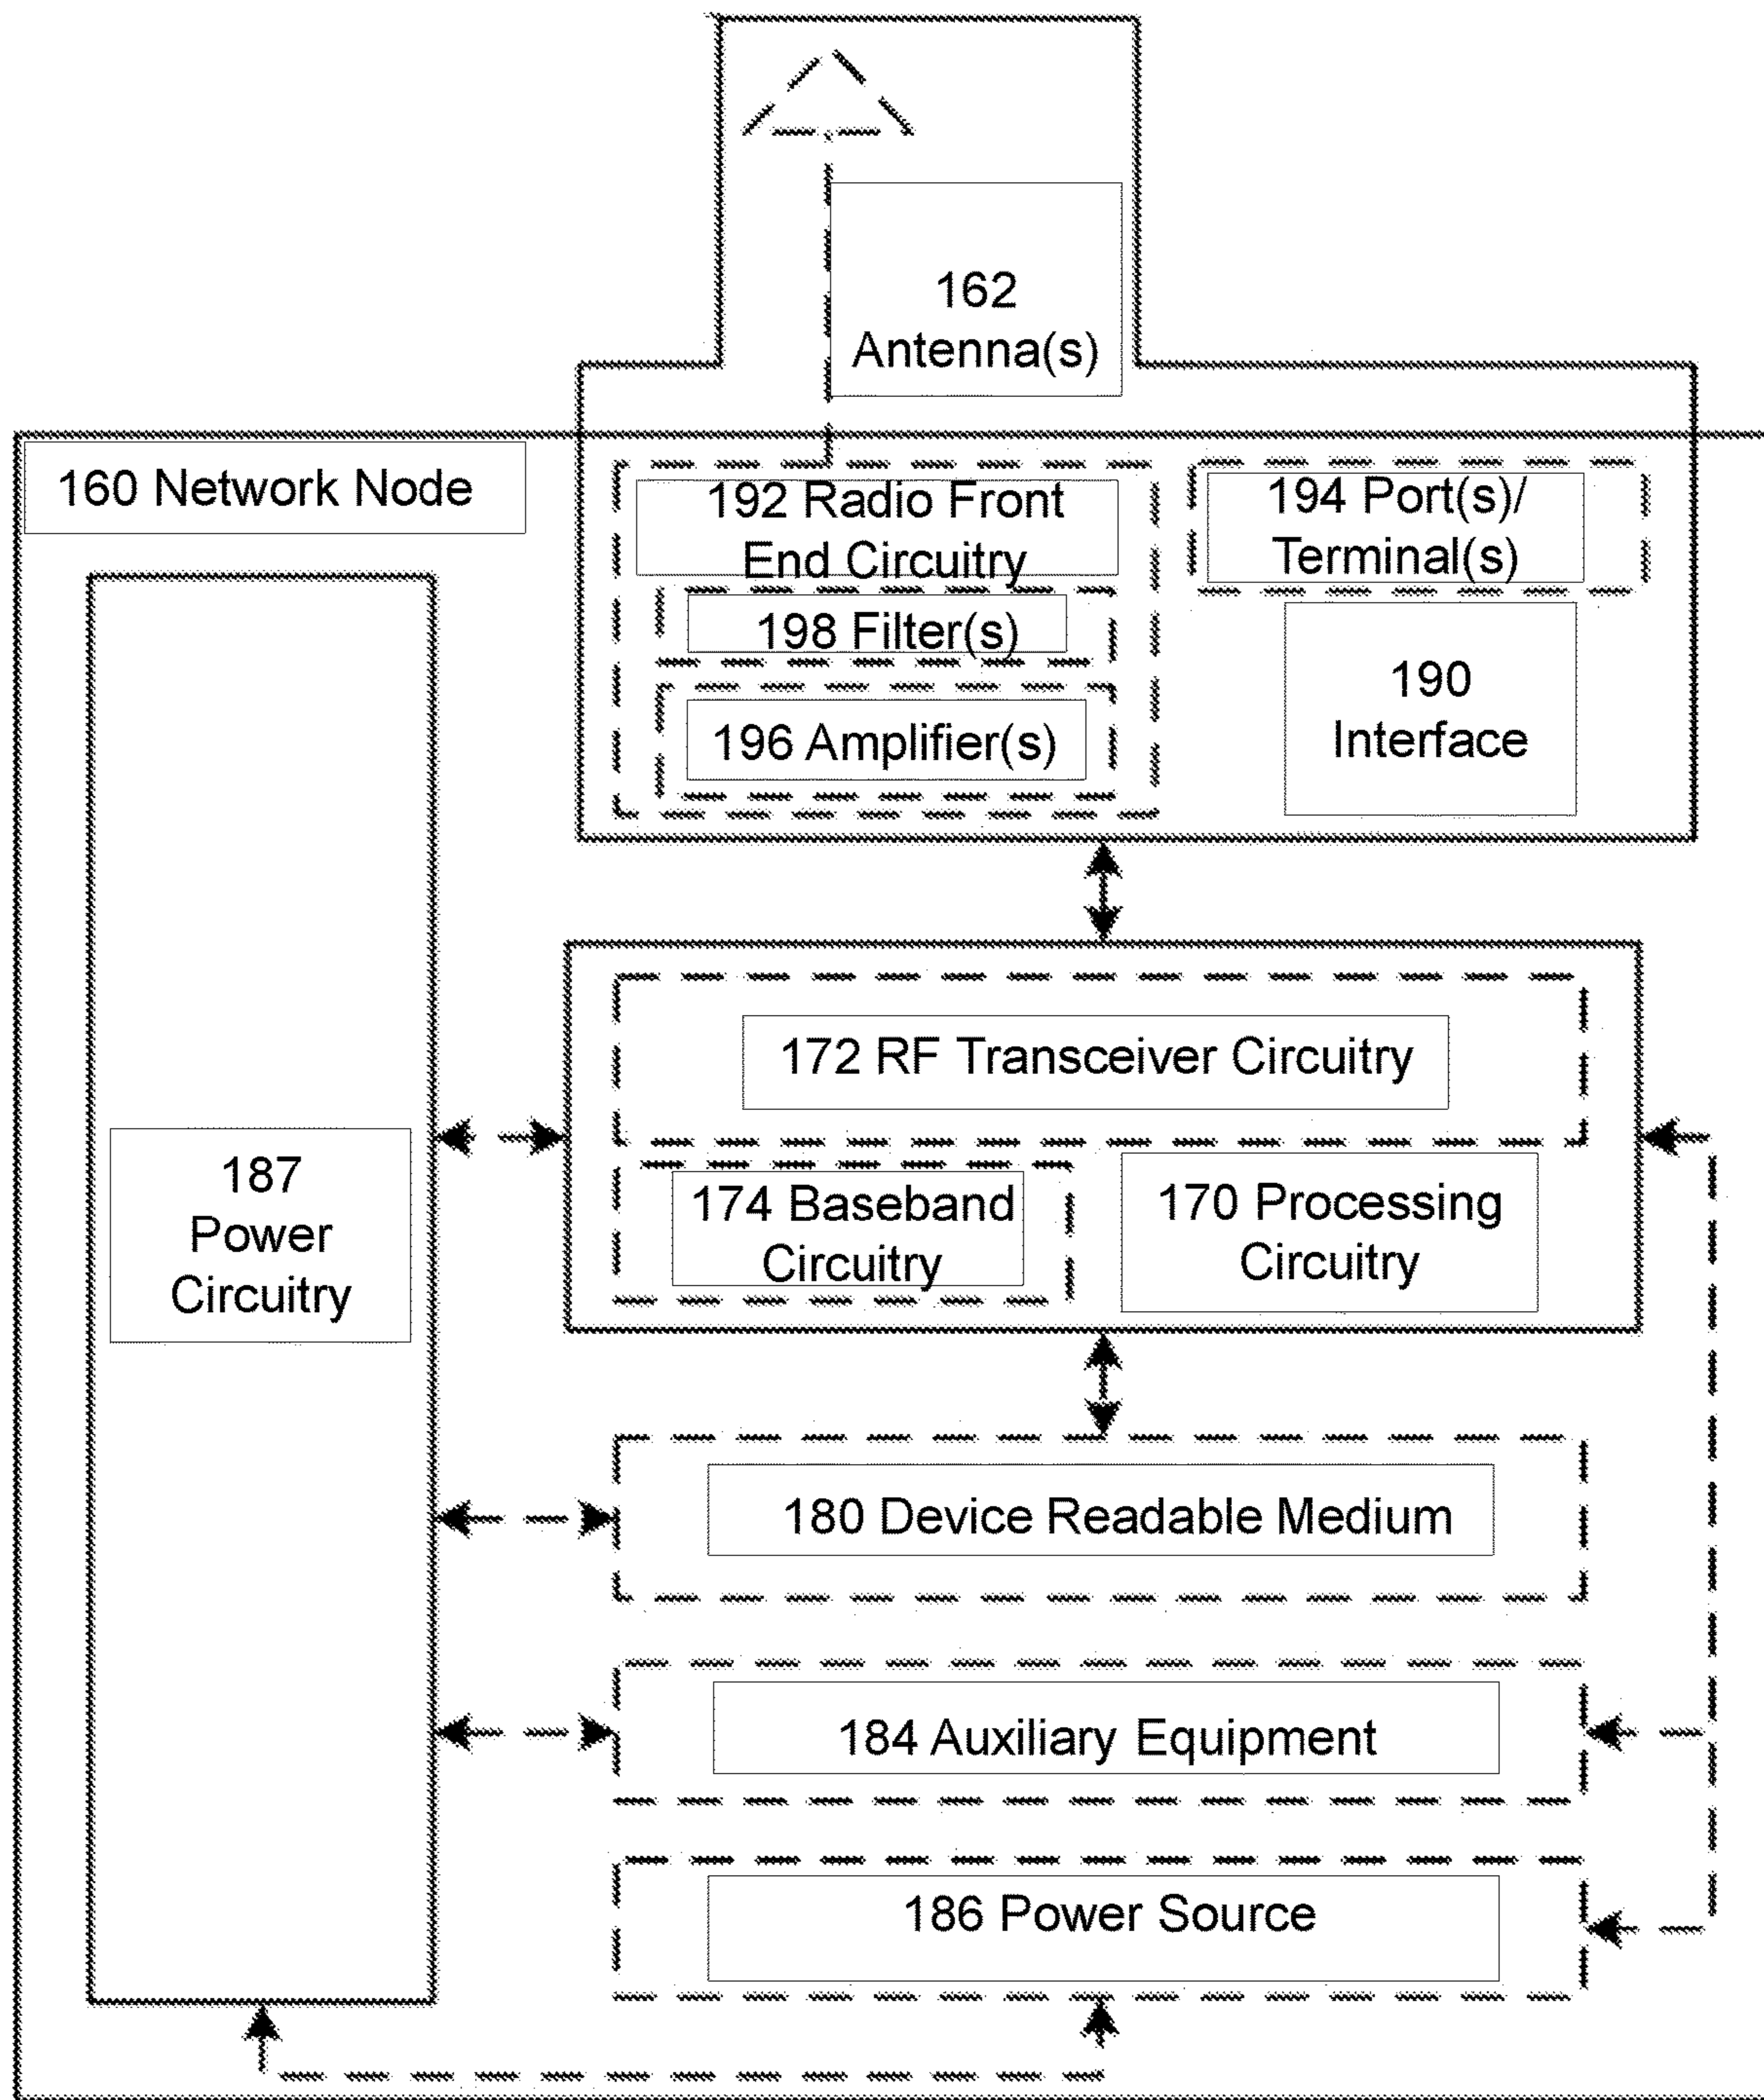 162
Antenna(s)
160 Network Node
192 Radio Front
End Circuitry
194 Port(s)/
Terminal(s)
198 Filter(s)
196 Amplifier(s)
190
Interface
172 RF Transceiver Circuitry
187
Power
Circuitry
174 Baseband
Circuitry
170 Processing
Circuitry
180 Device Readable Medium
184 Auxiliary Equipment
186 Power Source